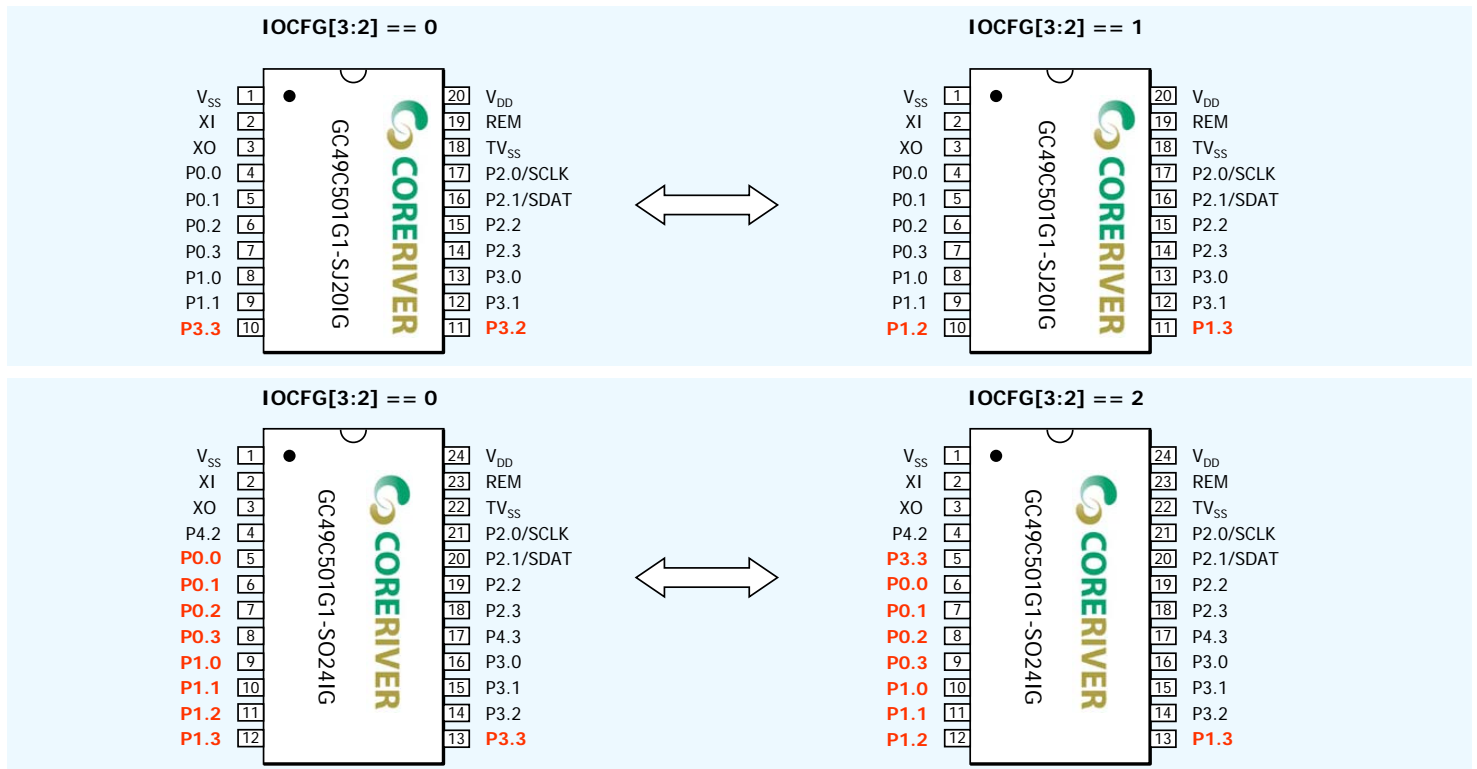 IOCFG[3:2] == 0
IOCFG[3:2] == 1
VSS 1 20 VDD
XI 2 19 REM
XO 3 18 TVSS
P0.0 4 17 P2.0/SCLK
P0.1 5 16 P2.1/SDAT
P0.2 6 15 P2.2
P0.3 7 14 P2.3
P1.0 8 13 P3.0
P1.1 9 12 P3.1
P3.3 10 11 P3.2
GC49C501G1-SJ20IG
CORERIVER
VSS 1 20 VDD
XI 2 19 REM
XO 3 18 TVSS
P0.0 4 17 P2.0/SCLK
P0.1 5 16 P2.1/SDAT
P0.2 6 15 P2.2
P0.3 7 14 P2.3
P1.0 8 13 P3.0
P1.1 9 12 P3.1
P1.2 10 11 P1.3
GC49C501G1-SJ20IG
CORERIVER
IOCFG[3:2] == 0
IOCFG[3:2] == 2
VSS 1 24 VDD
XI 2 23 REM
XO 3 22 TVSS
P4.2 4 21 P2.0/SCLK
P0.0 5 20 P2.1/SDAT
P0.1 6 19 P2.2
P0.2 7 18 P2.3
P0.3 8 17 P4.3
P1.0 9 16 P3.0
P1.1 10 15 P3.1
P1.2 11 14 P3.2
P1.3 12 13 P3.3
GC49C501G1-SO24IG
CORERIVER
VSS 1 24 VDD
XI 2 23 REM
XO 3 22 TVSS
P4.2 4 21 P2.0/SCLK
P3.3 5 20 P2.1/SDAT
P0.0 6 19 P2.2
P0.1 7 18 P2.3
P0.2 8 17 P4.3
P0.3 9 16 P3.0
P1.0 10 15 P3.1
P1.1 11 14 P3.2
P1.2 12 13 P1.3
GC49C501G1-SO24IG
CORERIVER